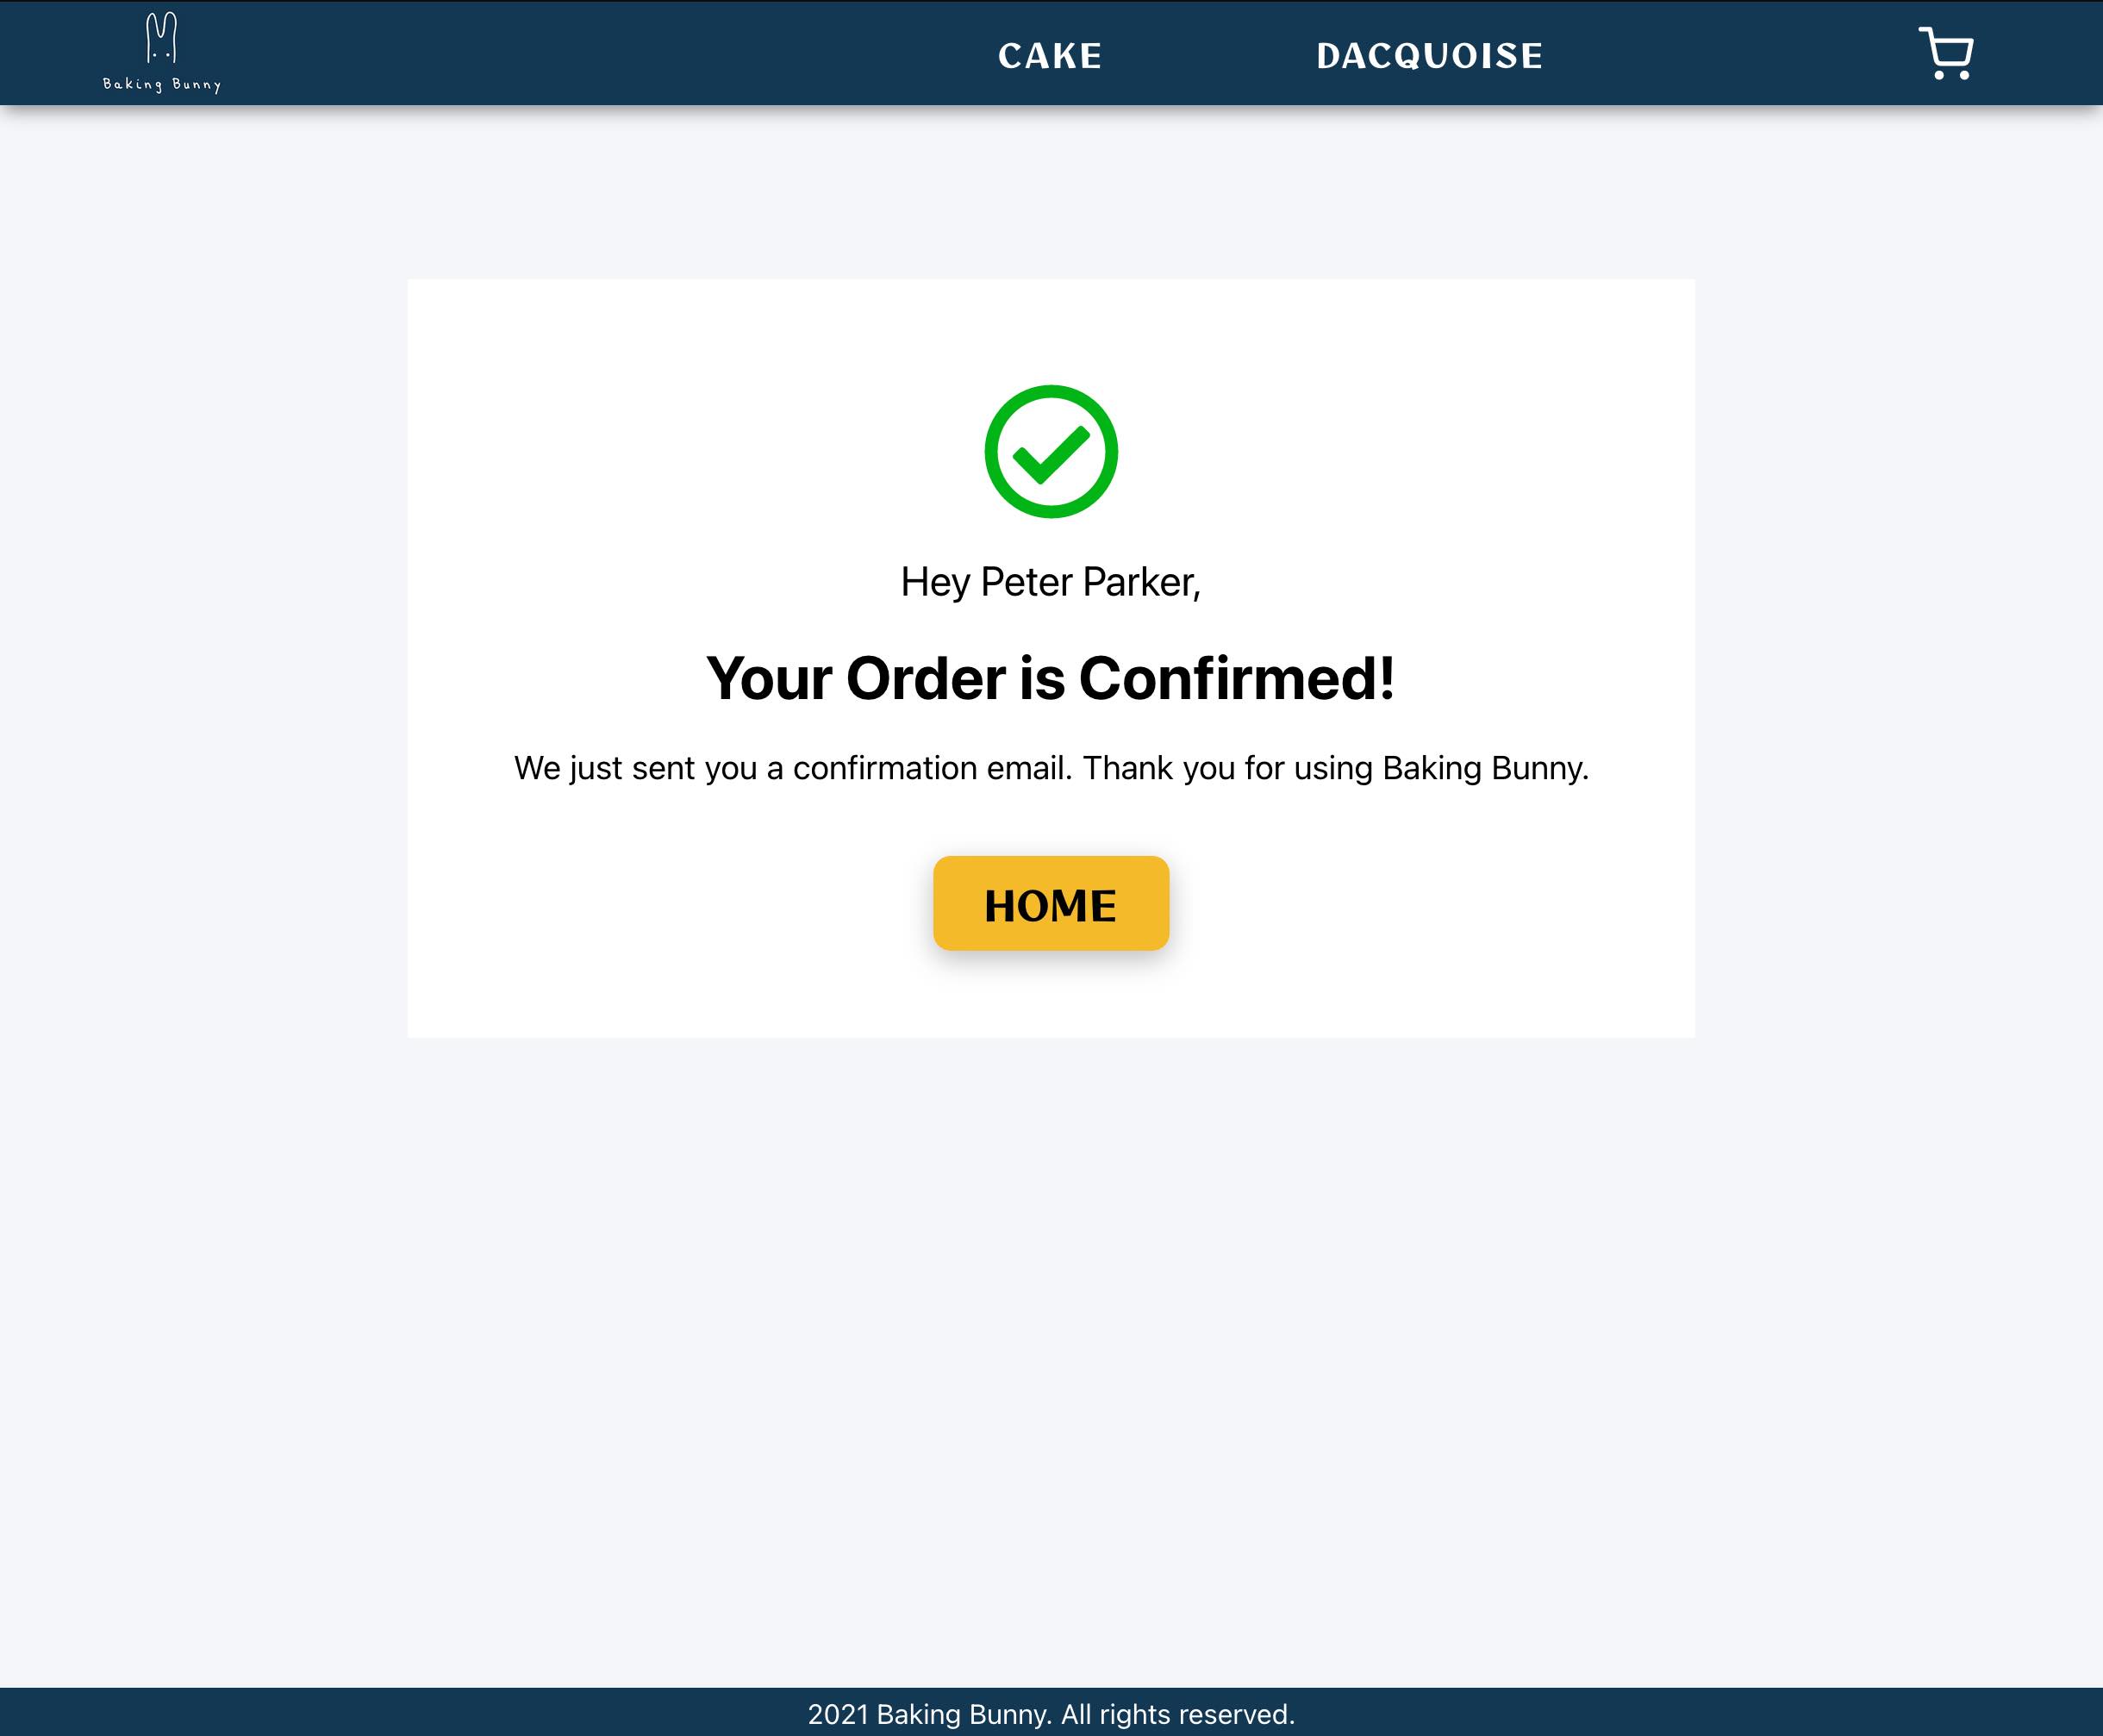 Baking Bunny
CAKE
DACQUOISE
Hey Peter Parker,
Your Order is Confirmed!
We just sent you a confirmation email. Thank you for using Baking Bunny.
HOME
2021 Baking Bunny. All rights reserved.